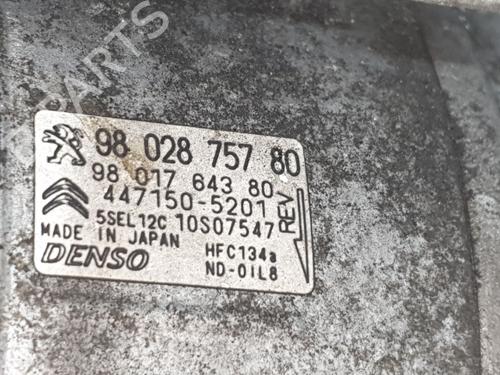 98 028 757 80
98 017 643 80
447150-5201
5SEL12C 10S07547
REV
MADE IN JAPAN HFC134a
DENSO ND-OIL8